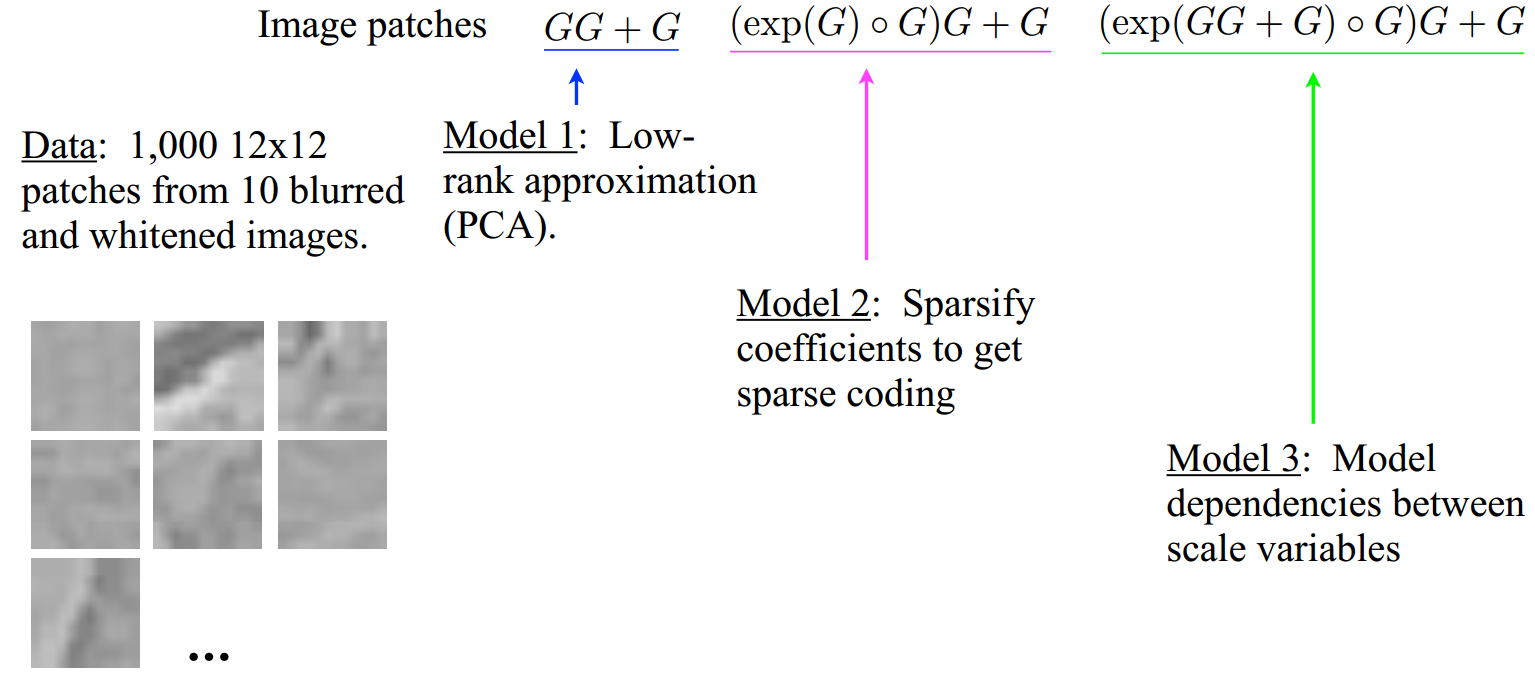 Image patches GG + G (exp(G) ∘ G)G + G (exp(GG + G) ∘ G)G + G
Data: 1,000 12x12
patches from 10 blurred
and whitened images.
Model 1: Low-
rank approximation
(PCA).
Model 2: Sparsify
coefficients to get
sparse coding
Model 3: Model
dependencies between
scale variables
...